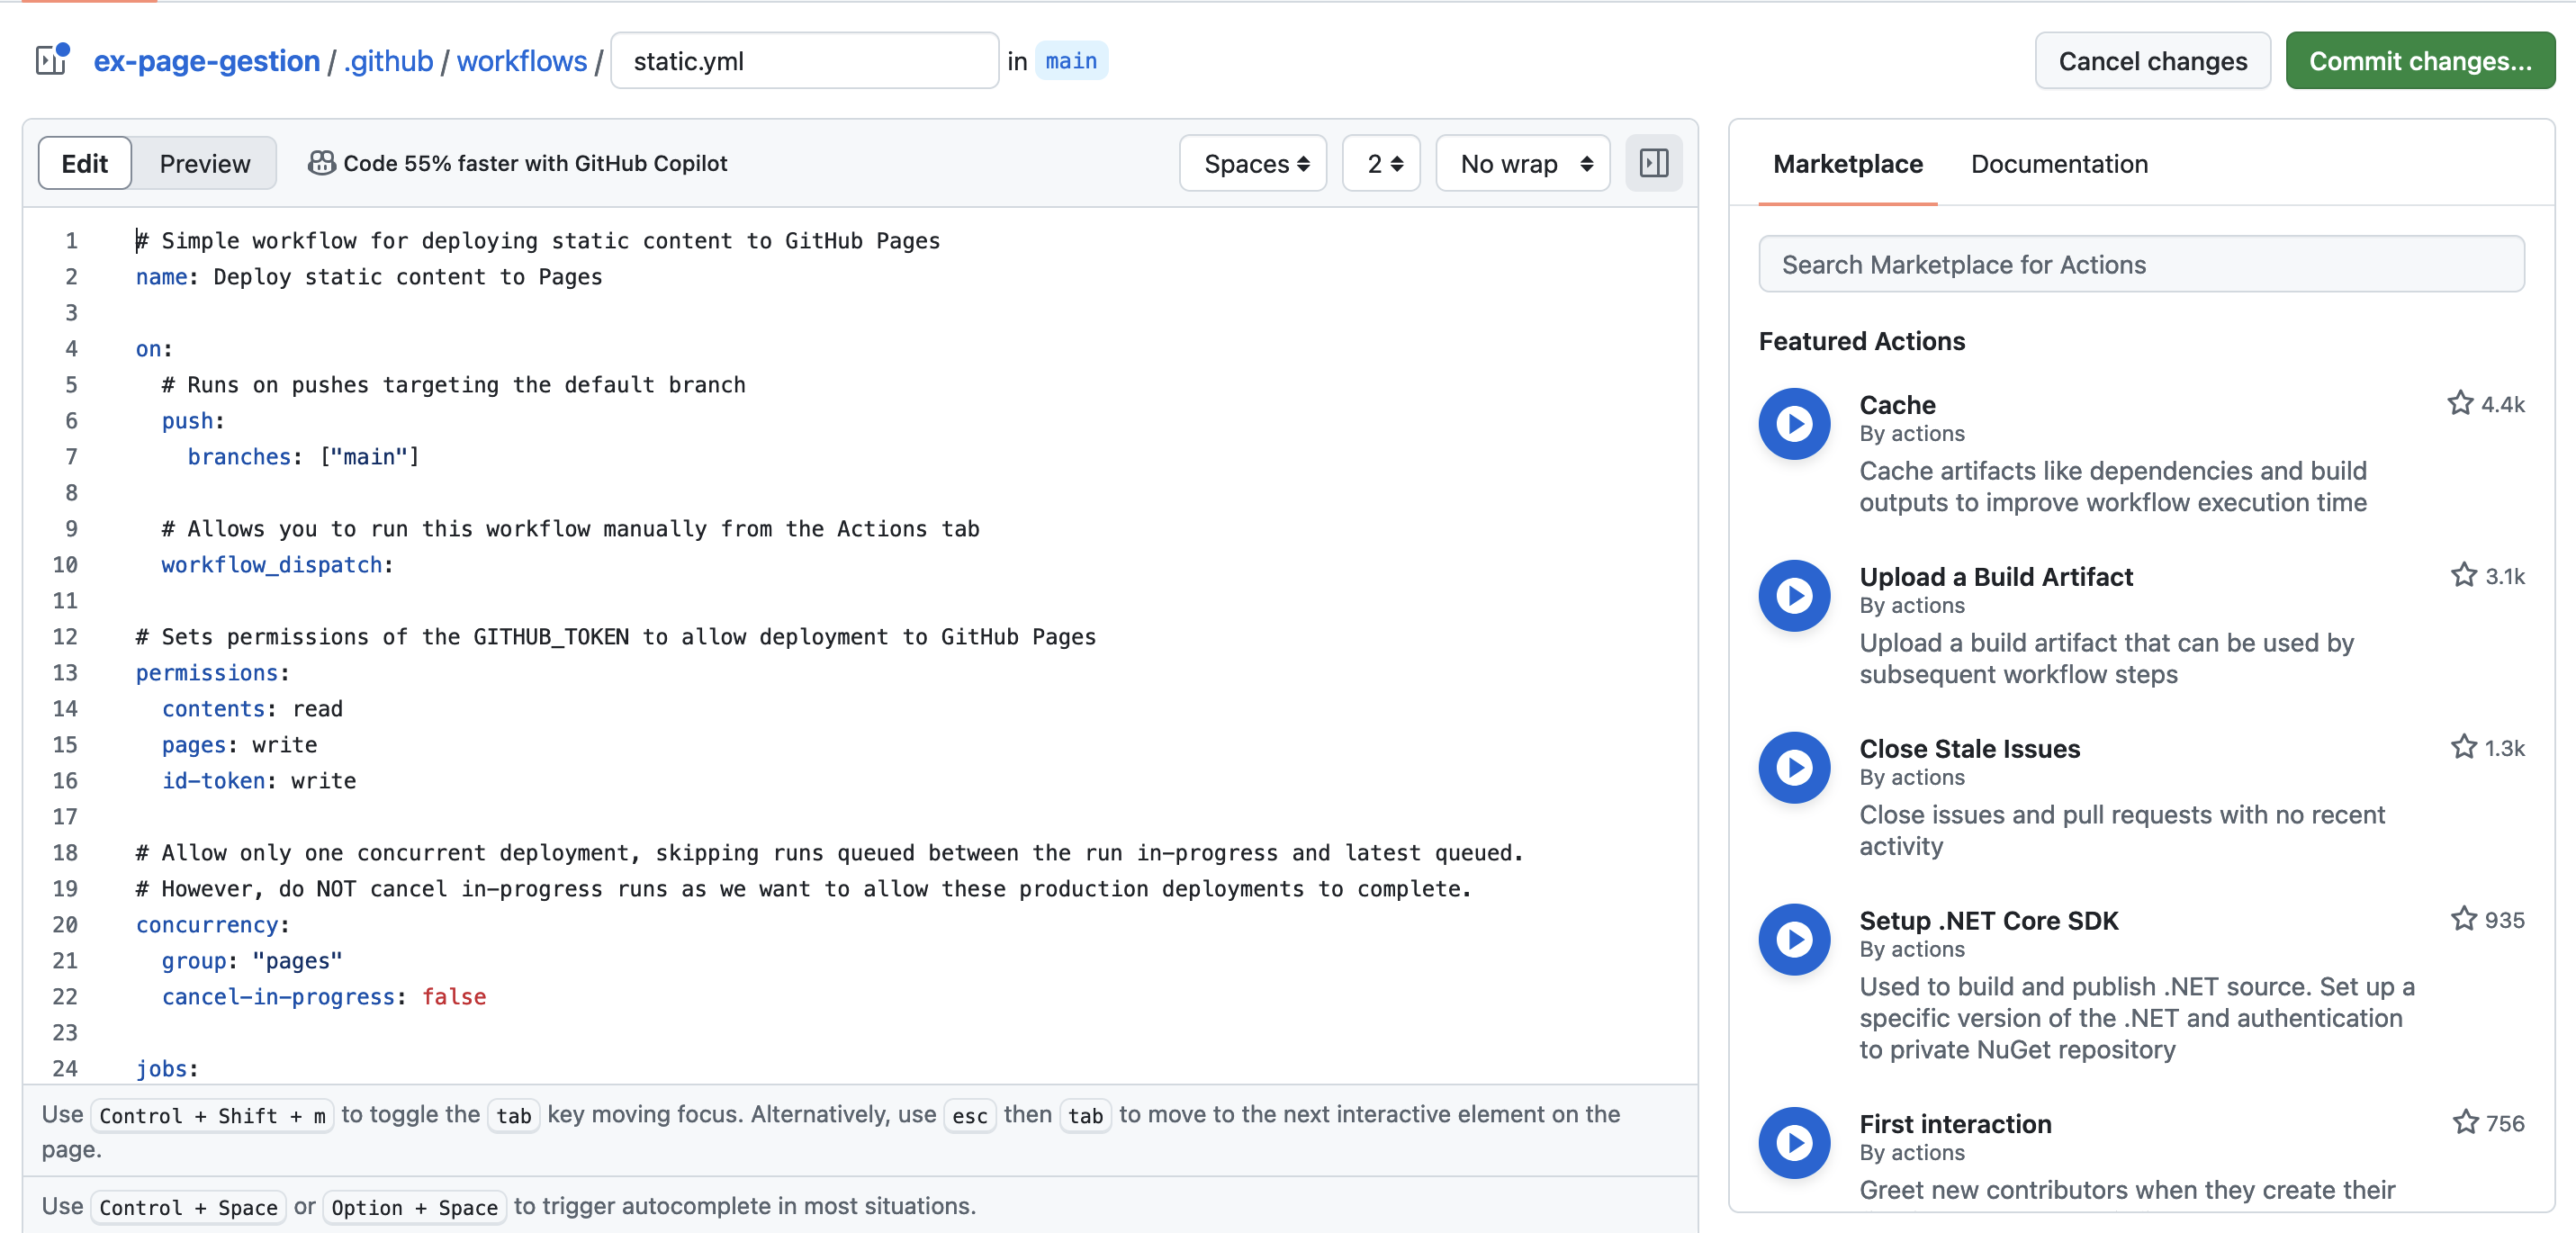 ex-page-gestion / .github / workflows / static.yml in main
Cancel changes
Commit changes...
Edit
Preview
Code 55% faster with GitHub Copilot
Spaces
2
No wrap
1 # Simple workflow for deploying static content to GitHub Pages
2 name: Deploy static content to Pages
3
4 on:
5 # Runs on pushes targeting the default branch
6 push:
7 branches: ["main"]
8
9 # Allows you to run this workflow manually from the Actions tab
10 workflow_dispatch:
11
12 # Sets permissions of the GITHUB_TOKEN to allow deployment to GitHub Pages
13 permissions:
14 contents: read
15 pages: write
16 id-token: write
17
18 # Allow only one concurrent deployment, skipping runs queued between the run in-progress and latest queued.
19 # However, do NOT cancel in-progress runs as we want to allow these production deployments to complete.
20 concurrency:
21 group: "pages"
22 cancel-in-progress: false
23
24 jobs:
Use Control + Shift + m to toggle the tab key moving focus. Alternatively, use esc then tab to move to the next interactive element on the
page.
Use Control + Space or Option + Space to trigger autocomplete in most situations.
Marketplace
Documentation
Search Marketplace for Actions
Featured Actions
Cache
4.4k
By actions
Cache artifacts like dependencies and build
outputs to improve workflow execution time
Upload a Build Artifact
3.1k
By actions
Upload a build artifact that can be used by
subsequent workflow steps
Close Stale Issues
1.3k
By actions
Close issues and pull requests with no recent
activity
Setup .NET Core SDK
935
By actions
Used to build and publish .NET source. Set up a
specific version of the .NET and authentication
to private NuGet repository
First interaction
756
By actions
Greet new contributors when they create their